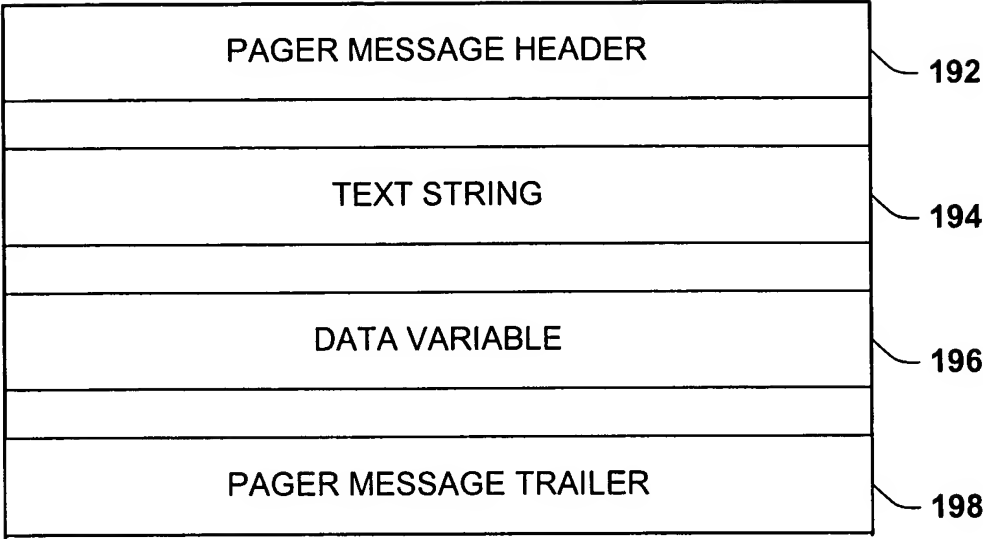 PAGER MESSAGE HEADER
192
TEXT STRING
194
DATA VARIABLE
196
PAGER MESSAGE TRAILER
198